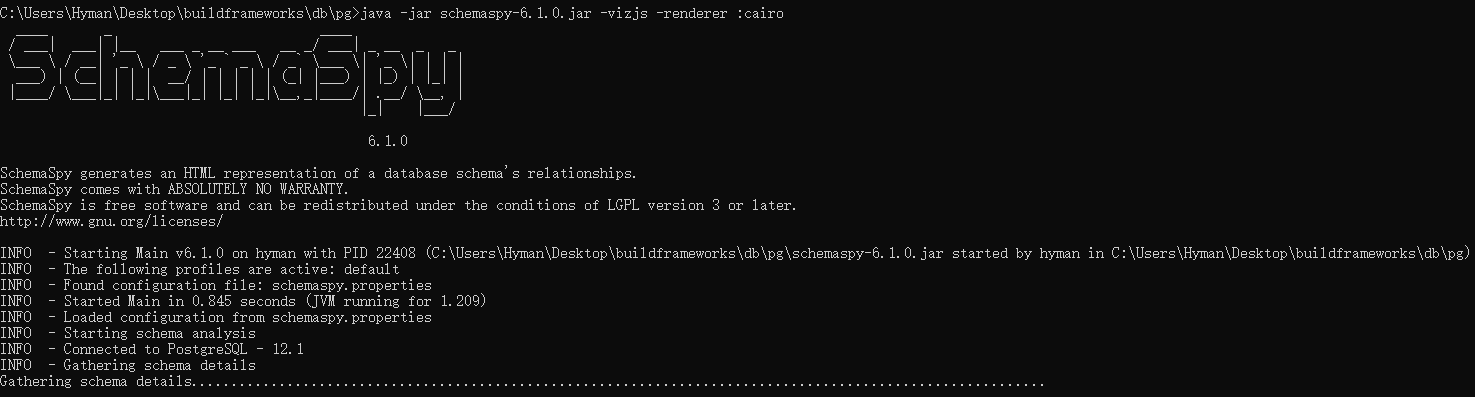 C:\Users\Hyman\Desktop\buildframeworks\db\pg>java -jar schemaspy-6.1.0.jar -vizjs -renderer :cairo
SchemaSpy
6.1.0
SchemaSpy generates an HTML representation of a database schema's relationships.
SchemaSpy comes with ABSOLUTELY NO WARRANTY.
SchemaSpy is free software and can be redistributed under the conditions of LGPL version 3 or later.
http://www.gnu.org/licenses/
INFO  - Starting Main v6.1.0 on hyman with PID 22408 (C:\Users\Hyman\Desktop\buildframeworks\db\pg\schemaspy-6.1.0.jar started by hyman in C:\Users\Hyman\Desktop\buildframeworks\db\pg)
INFO  - The following profiles are active: default
INFO  - Found configuration file: schemaspy.properties
INFO  - Started Main in 0.845 seconds (JVM running for 1.209)
INFO  - Loaded configuration from schemaspy.properties
INFO  - Starting schema analysis
INFO  - Connected to PostgreSQL - 12.1
INFO  - Gathering schema details
Gathering schema details...........................................................................................................